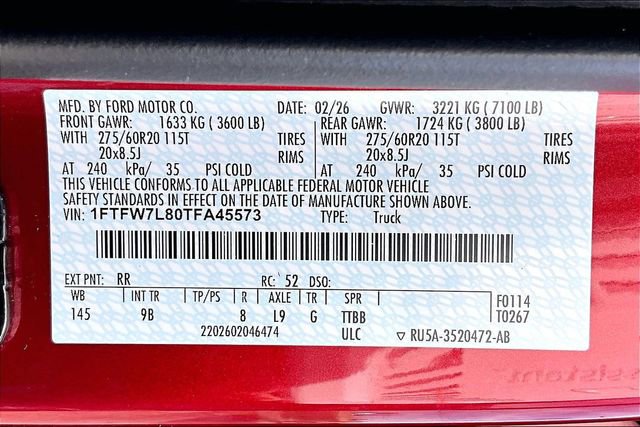 MFD. BY FORD MOTOR CO. DATE: 02/26 GVWR: 3221 KG ( 7100 LB)
FRONT GAWR: 1633 KG ( 3600 LB) REAR GAWR: 1724 KG ( 3800 LB)
WITH 275/60R20 115T TIRES WITH 275/60R20 115T TIRES
20x8.5J RIMS 20x8.5J RIMS
AT 240 kPa/ 35 PSI COLD AT 240 kPa/ 35 PSI COLD
THIS VEHICLE CONFORMS TO ALL APPLICABLE FEDERAL MOTOR VEHICLE
SAFETY STANDARDS IN EFFECT ON THE DATE OF MANUFACTURE SHOWN ABOVE.
VIN: 1FTFW7L80TFA45573 TYPE: Truck
EXT PNT: RR RC: 52 DSO:
WB INT TR TP/PS R AXLE TR SPR F0114
145 9B 8 L9 G TTBB T0267
2202602046474 ULC RU5A-3520472-AB